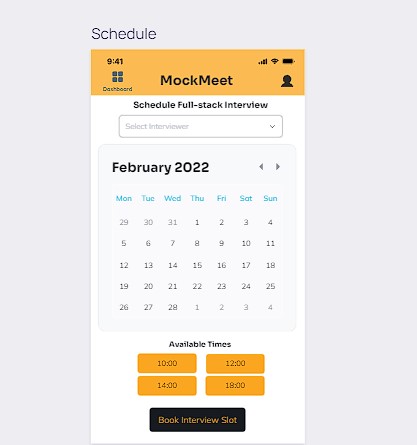 Schedule
9:41
Dashboard
MockMeet
Schedule Full-stack Interview
Select Interviewer
February 2022
Mon Tue Wed Thu Fri Sat Sun
29 30 31 1 2 3 4
5 6 7 8 9 10 11
12 13 14 15 16 17 18
19 20 21 22 23 24 25
26 27 28 1 2 3 4
Available Times
10:00 12:00
14:00 18:00
Book Interview Slot